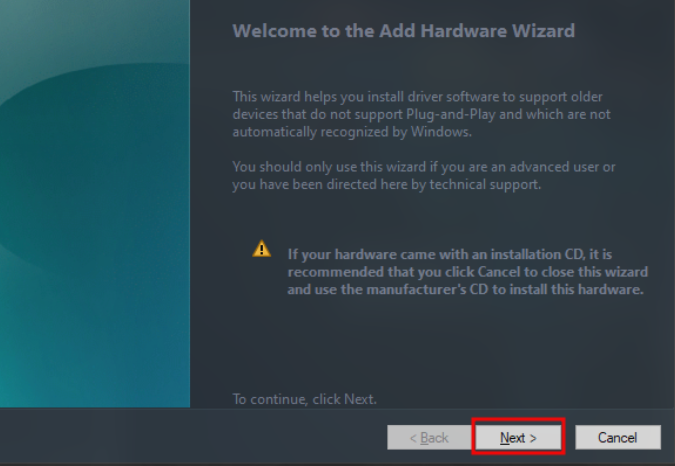 Welcome to the Add Hardware Wizard
This wizard helps you install driver software to support older
devices that do not support Plug-and-Play and which are not
automatically recognized by Windows.
You should only use this wizard if you are an advanced user or
you have been directed here by technical support.
If your hardware came with an installation CD, it is
recommended that you click Cancel to close this wizard
and use the manufacturer's CD to install this hardware.
To continue, click Next.
< Back Next > Cancel